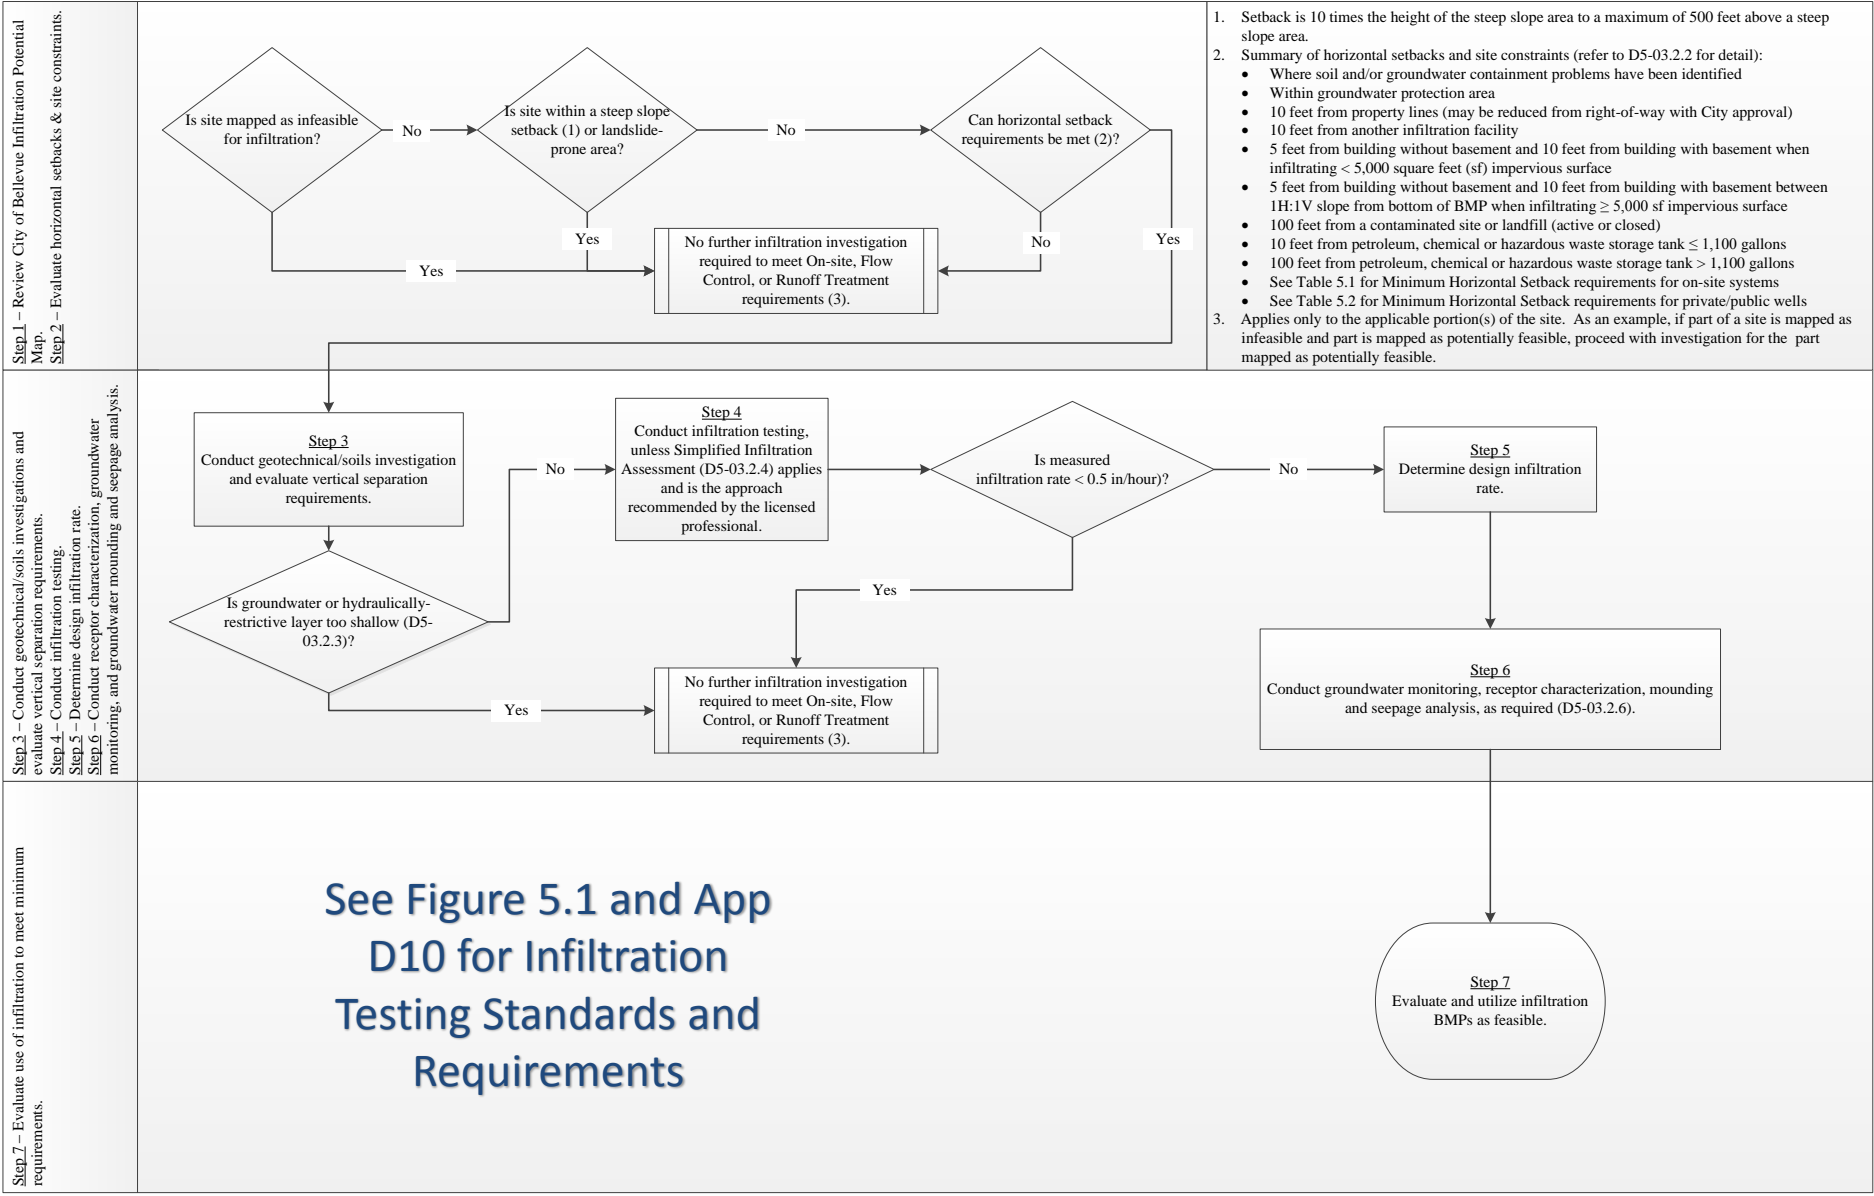 Step 1 – Review City of Bellevue Infiltration Potential
Map.
Step 2 – Evaluate horizontal setbacks & site constraints.
Is site mapped as infeasible
for infiltration?
No
Is site within a steep slope
setback (1) or landslide-
prone area?
No
Can horizontal setback
requirements be met (2)?
Yes
Yes
No
Yes
No further infiltration investigation
required to meet On-site, Flow
Control, or Runoff Treatment
requirements (3).
1. Setback is 10 times the height of the steep slope area to a maximum of 500 feet above a steep
slope area.
2. Summary of horizontal setbacks and site constraints (refer to D5-03.2.2 for detail):
• Where soil and/or groundwater containment problems have been identified
• Within groundwater protection area
• 10 feet from property lines (may be reduced from right-of-way with City approval)
• 10 feet from another infiltration facility
• 5 feet from building without basement and 10 feet from building with basement when
infiltrating < 5,000 square feet (sf) impervious surface
• 5 feet from building without basement and 10 feet from building with basement between
1H:1V slope from bottom of BMP when infiltrating ≥ 5,000 sf impervious surface
• 100 feet from a contaminated site or landfill (active or closed)
• 10 feet from petroleum, chemical or hazardous waste storage tank ≤ 1,100 gallons
• 100 feet from petroleum, chemical or hazardous waste storage tank > 1,100 gallons
• See Table 5.1 for Minimum Horizontal Setback requirements for on-site systems
• See Table 5.2 for Minimum Horizontal Setback requirements for private/public wells
3. Applies only to the applicable portion(s) of the site. As an example, if part of a site is mapped as
infeasible and part is mapped as potentially feasible, proceed with investigation for the part
mapped as potentially feasible.
Step 3 – Conduct geotechnical/soils investigations and
evaluate vertical separation requirements.
Step 4 – Conduct infiltration testing.
Step 5 – Determine design infiltration rate.
Step 6 – Conduct receptor characterization, groundwater
monitoring, and groundwater mounding and seepage analysis.
Step 3
Conduct geotechnical/soils investigation
and evaluate vertical separation
requirements.
Is groundwater or hydraulically-
restrictive layer too shallow (D5-
03.2.3)?
No
Yes
Step 4
Conduct infiltration testing,
unless Simplified Infiltration
Assessment (D5-03.2.4) applies
and is the approach
recommended by the licensed
professional.
Is measured
infiltration rate < 0.5 in/hour)?
No
Yes
No further infiltration investigation
required to meet On-site, Flow
Control, or Runoff Treatment
requirements (3).
Step 5
Determine design infiltration
rate.
Step 6
Conduct groundwater monitoring, receptor characterization, mounding
and seepage analysis, as required (D5-03.2.6).
Step 7 – Evaluate use of infiltration to meet minimum
requirements.
See Figure 5.1 and App
D10 for Infiltration
Testing Standards and
Requirements
Step 7
Evaluate and utilize infiltration
BMPs as feasible.